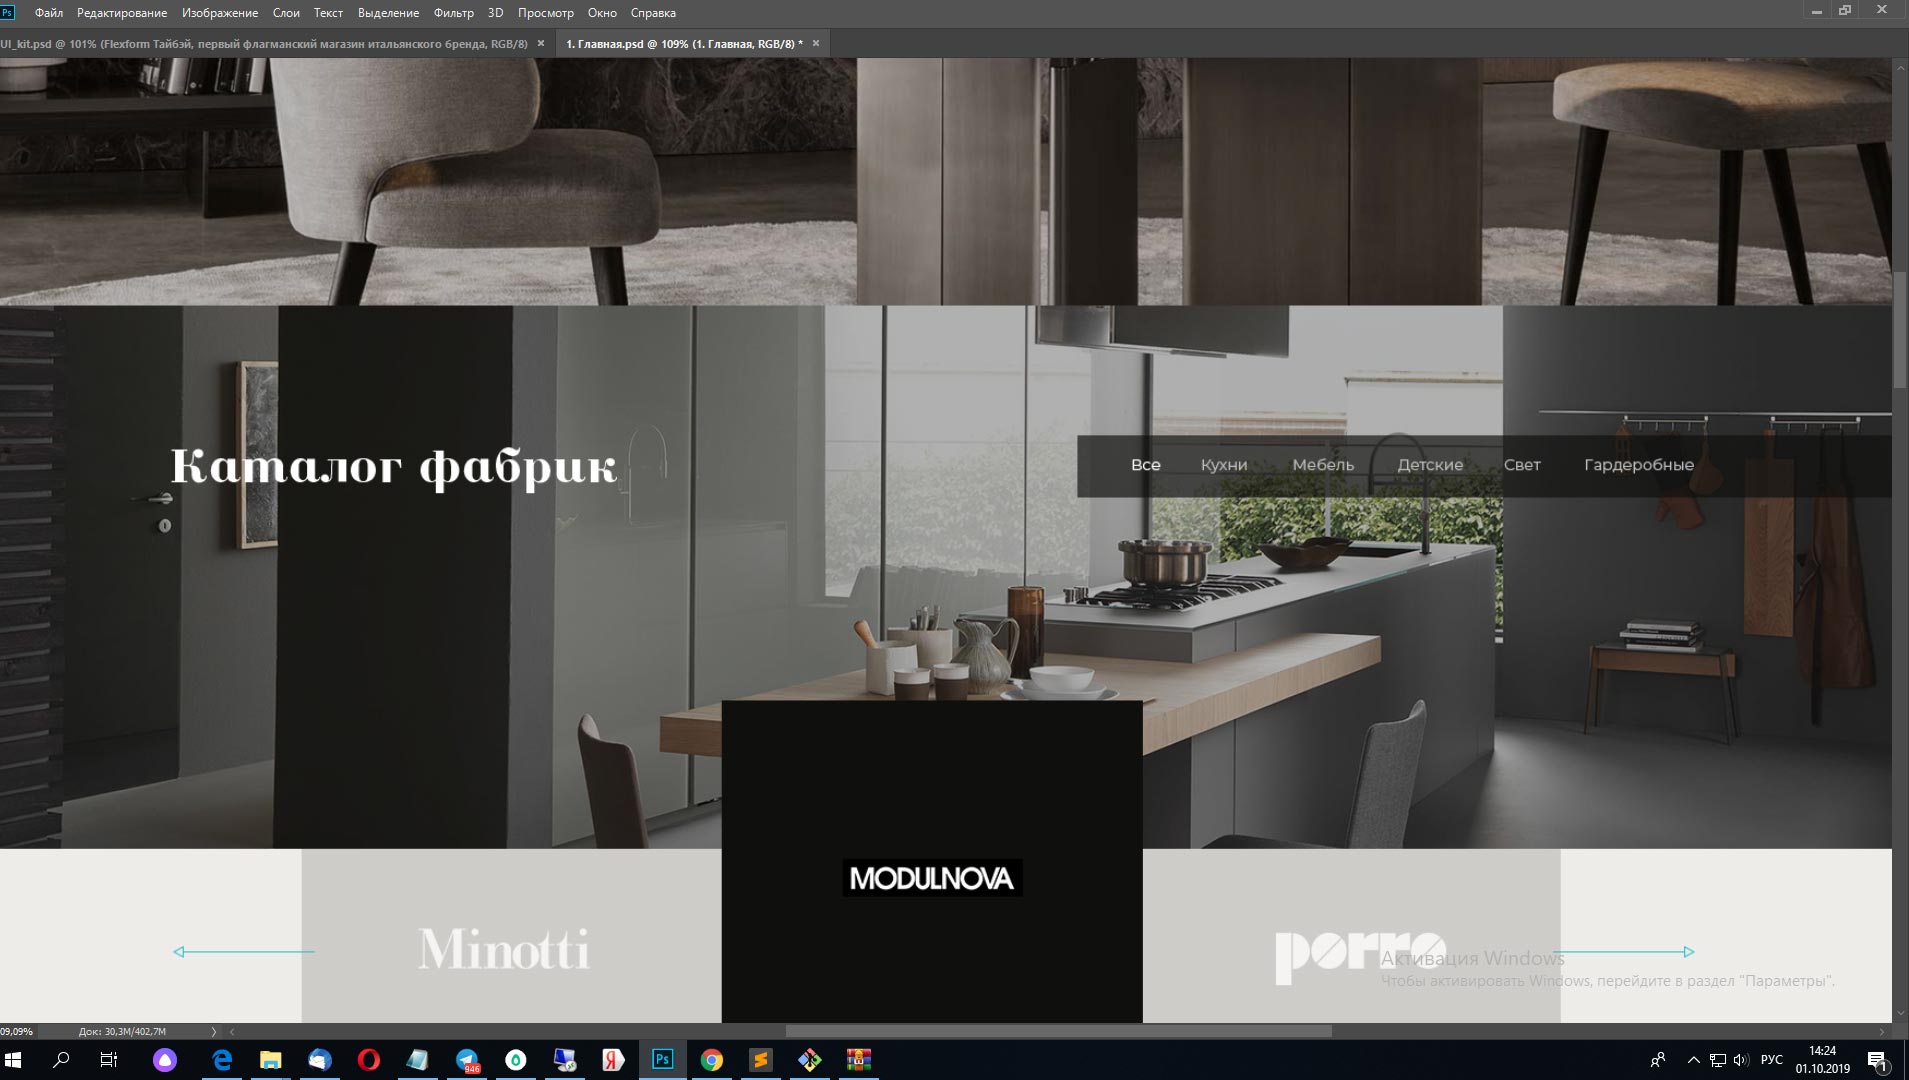 Ps Файл Редактирование Изображение Слои Текст Выделение Фильтр 3D Просмотр Окно Справка
UI_kit.psd @ 101% (Flexform Тайбэй, первый флагманский магазин итальянского бренда, RGB/8) × 1. Главная.psd @ 109% (1. Главная, RGB/8) * ×
Каталог фабрик
Все Кухни Мебель Детские Свет Гардеробные
MODULNOVA
Minotti
porro
Активация Windows
Чтобы активировать Windows, перейдите в раздел "Параметры".
09,09% Док: 30,3M/402,7M
946
Я
Ps
РУС
14:24
01.10.2019
1